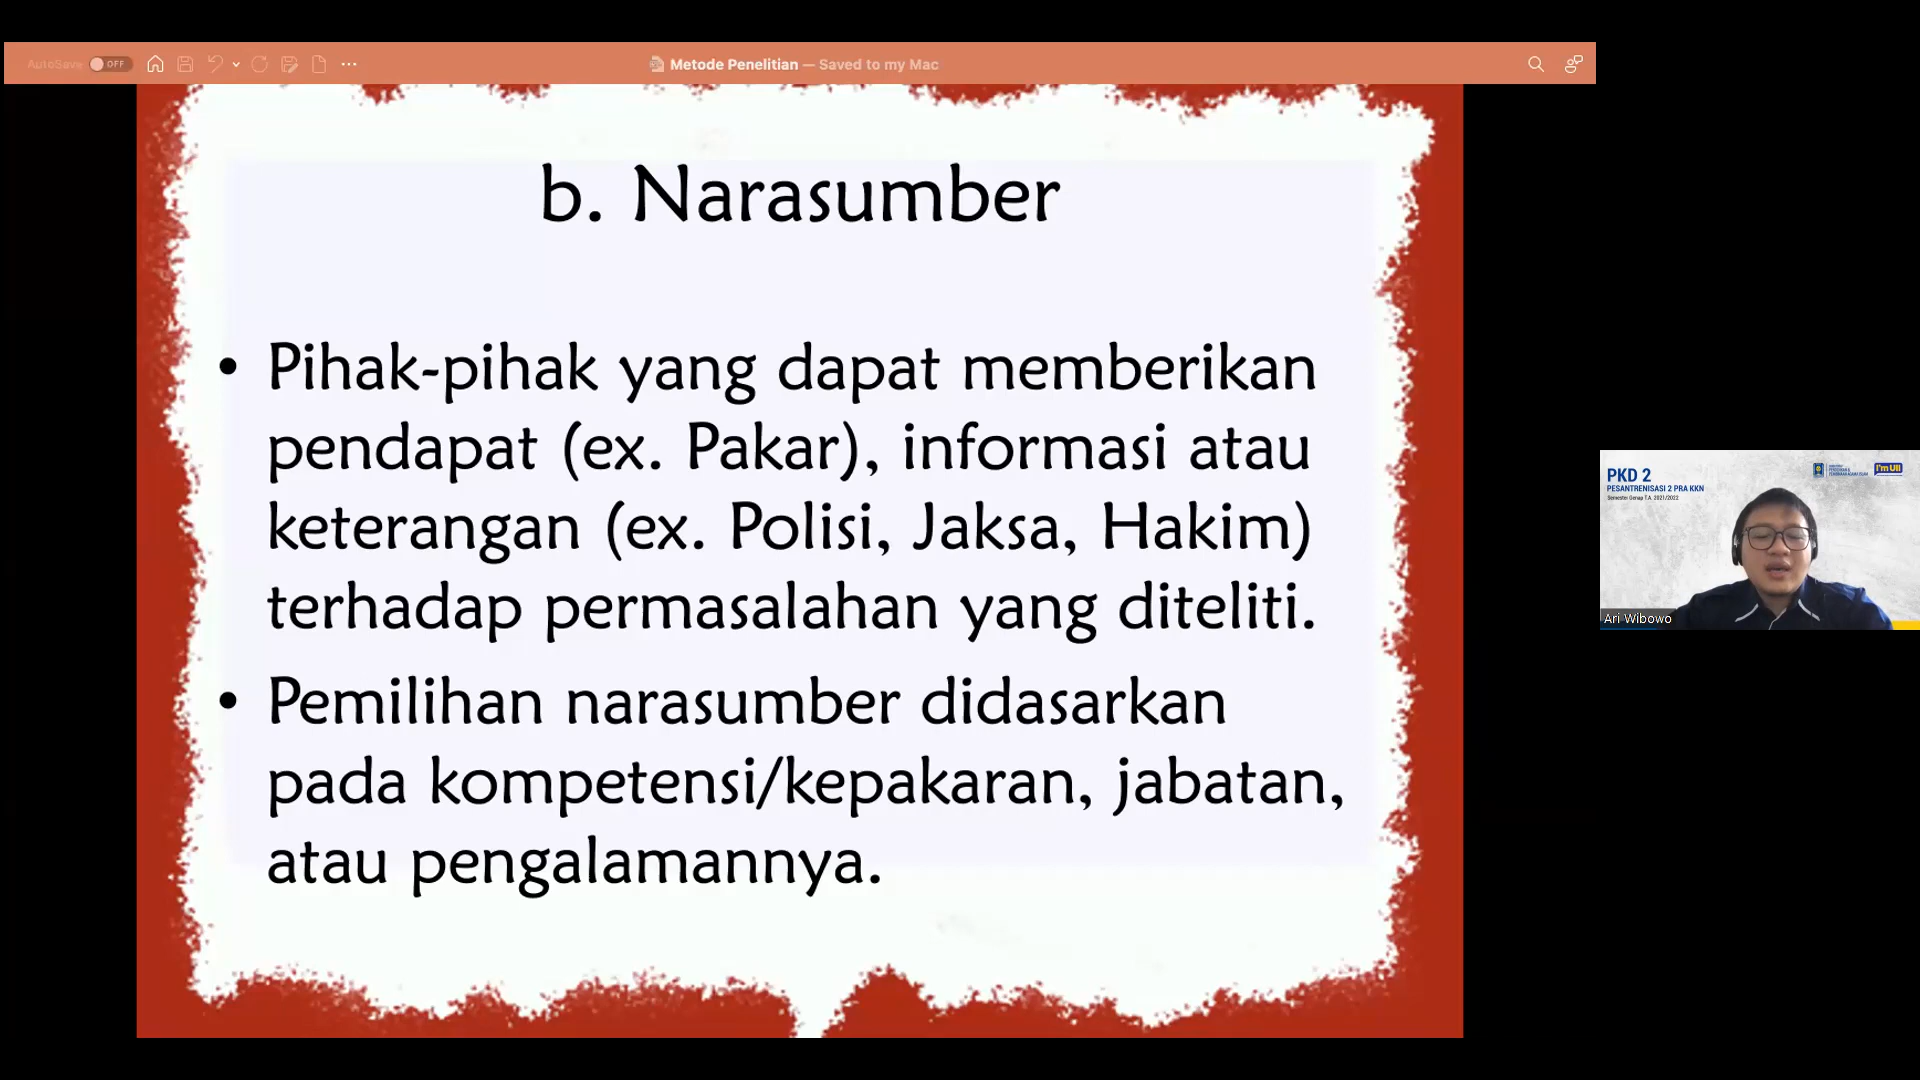 AutoSave OFF
Metode Penelitian — Saved to my Mac
b. Narasumber
• Pihak-pihak yang dapat memberikan
pendapat (ex. Pakar), informasi atau
keterangan (ex. Polisi, Jaksa, Hakim)
terhadap permasalahan yang diteliti.
• Pemilihan narasumber didasarkan
pada kompetensi/kepakaran, jabatan,
atau pengalamannya.
PKD 2
PESANTRENISASI 2 PRA KKN
Semester Genap T.A. 2021/2022
I'm UII
Ari Wibowo